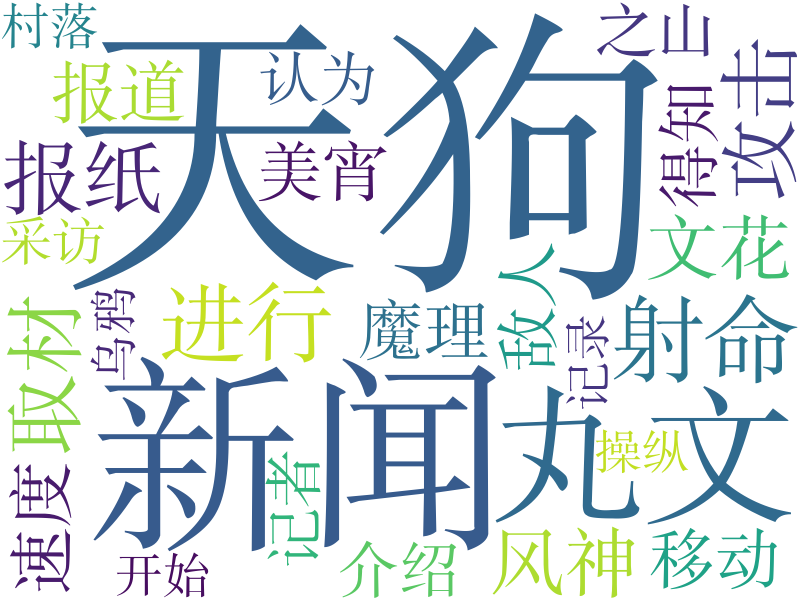 村落
天狗
之山
报道
认为
得知
攻击
报纸
美宵
采访
文花
乌鸦
进行
魔理
敌人
射命
取材
新闻
记录
丸文
速度
记者
操纵
开始
介绍
风神
移动